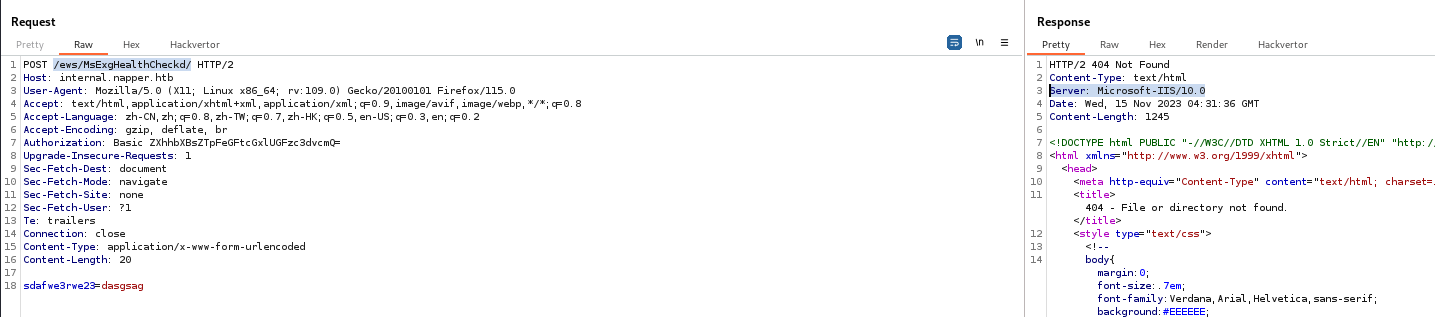 Request
Pretty Raw Hex Hackvertor
\n
1 POST /ews/MsExgHealthCheckd/ HTTP/2
2 Host: internal.napper.htb
3 User-Agent: Mozilla/5.0 (X11; Linux x86_64; rv:109.0) Gecko/20100101 Firefox/115.0
4 Accept: text/html,application/xhtml+xml,application/xml;q=0.9,image/avif,image/webp,*/*;q=0.8
5 Accept-Language: zh-CN,zh;q=0.8,zh-TW;q=0.7,zh-HK;q=0.5,en-US;q=0.3,en;q=0.2
6 Accept-Encoding: gzip, deflate, br
7 Authorization: Basic ZXhhbXBsZTpFeGFtcGxlUGFzc3dvcmQ=
8 Upgrade-Insecure-Requests: 1
9 Sec-Fetch-Dest: document
10 Sec-Fetch-Mode: navigate
11 Sec-Fetch-Site: none
12 Sec-Fetch-User: ?1
13 Te: trailers
14 Connection: close
15 Content-Type: application/x-www-form-urlencoded
16 Content-Length: 20
17
18 sdafwe3rwe23=dasgsag
Response
Pretty Raw Hex Render Hackvertor
1 HTTP/2 404 Not Found
2 Content-Type: text/html
3 Server: Microsoft-IIS/10.0
4 Date: Wed, 15 Nov 2023 04:31:36 GMT
5 Content-Length: 1245
6
7 <!DOCTYPE html PUBLIC "-//W3C//DTD XHTML 1.0 Strict//EN" "http:/
8 <html xmlns="http://www.w3.org/1999/xhtml">
9 <head>
10 <meta http-equiv="Content-Type" content="text/html; charset=
11 <title>
404 - File or directory not found.
</title>
12 <style type="text/css">
13 <!--
14 body{
margin:0;
font-size:.7em;
font-family:Verdana,Arial,Helvetica,sans-serif;
background:#EEEEEE;